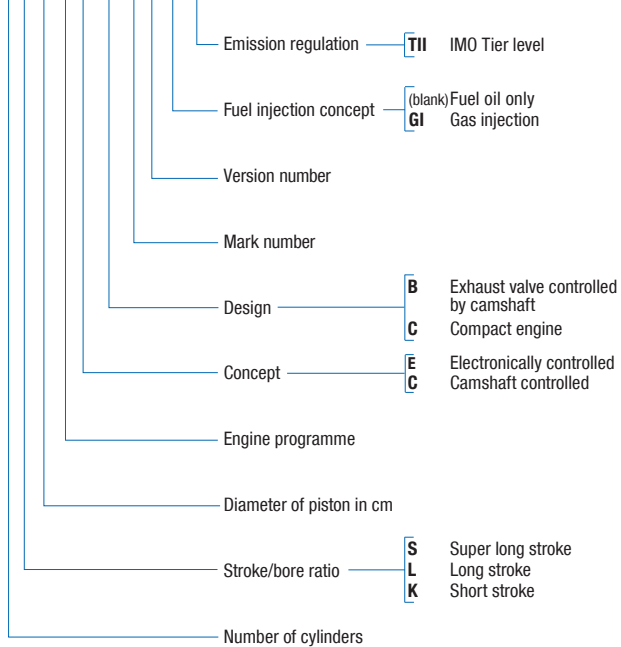 Emission regulation TII IMO Tier level
(blank) Fuel oil only
Fuel injection concept
GI Gas injection
Version number
Mark number
B Exhaust valve controlled
by camshaft
Design
C Compact engine
E Electronically controlled
Concept
C Camshaft controlled
Engine programme
Diameter of piston in cm
S Super long stroke
Stroke/bore ratio L Long stroke
K Short stroke
Number of cylinders